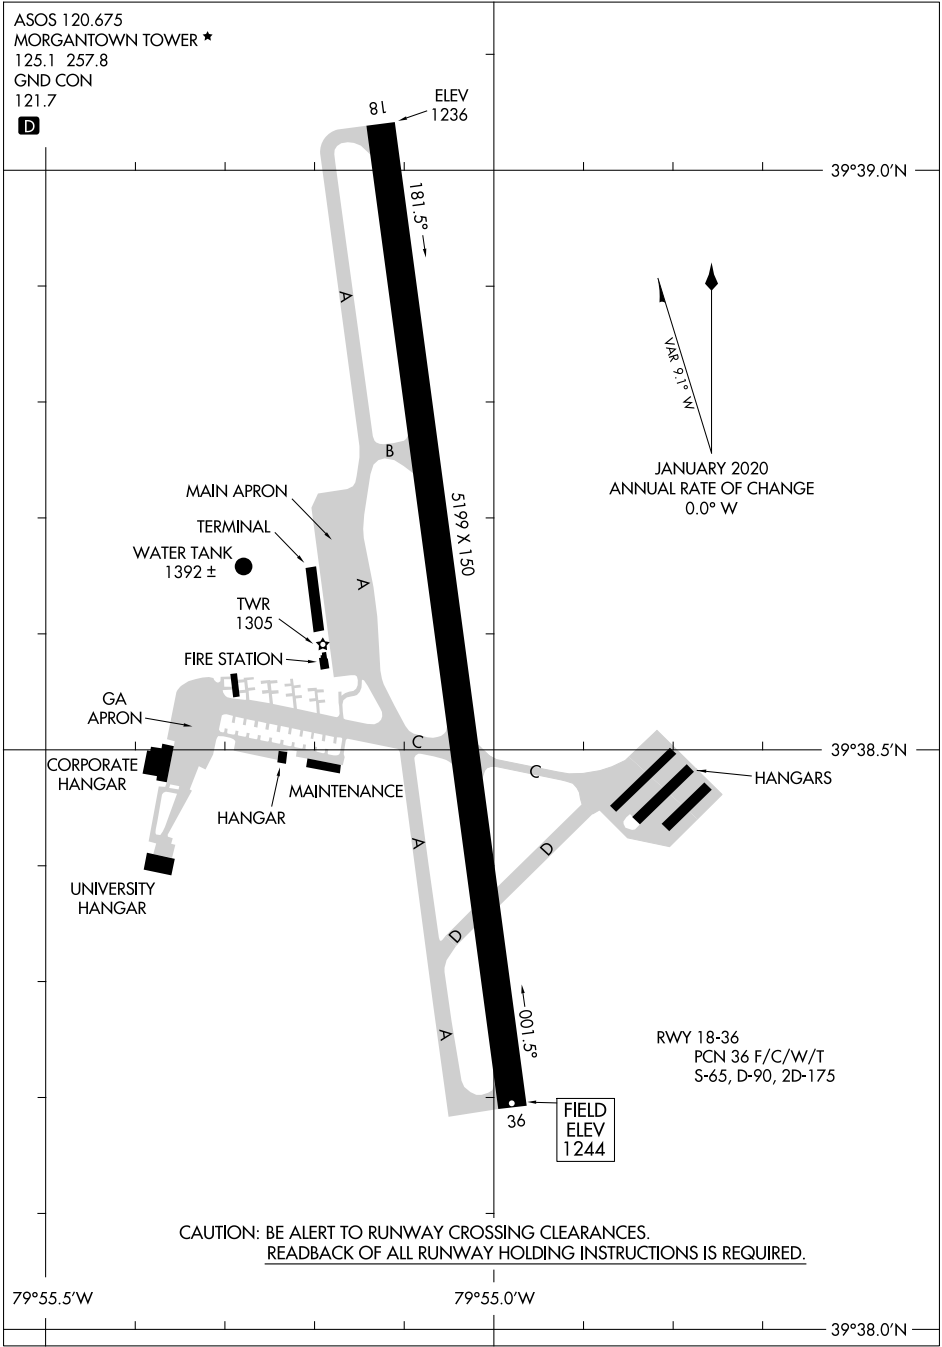 ASOS 120.675
MORGANTOWN TOWER ★
125.1 257.8
GND CON
121.7
D
18
ELEV
1236
39°39.0'N
181.5°
A
VAR 9.1° W
JANUARY 2020
ANNUAL RATE OF CHANGE
0.0° W
B
MAIN APRON
5199 X 150
TERMINAL
WATER TANK
1392 ±
A
TWR
1305
FIRE STATION
GA
APRON
C
39°38.5'N
CORPORATE
HANGAR
C
HANGARS
MAINTENANCE
HANGAR
A
D
UNIVERSITY
HANGAR
D
A
001.5°
RWY 18-36
PCN 36 F/C/W/T
S-65, D-90, 2D-175
36
FIELD
ELEV
1244
CAUTION: BE ALERT TO RUNWAY CROSSING CLEARANCES.
READBACK OF ALL RUNWAY HOLDING INSTRUCTIONS IS REQUIRED.
79°55.5'W
79°55.0'W
39°38.0'N